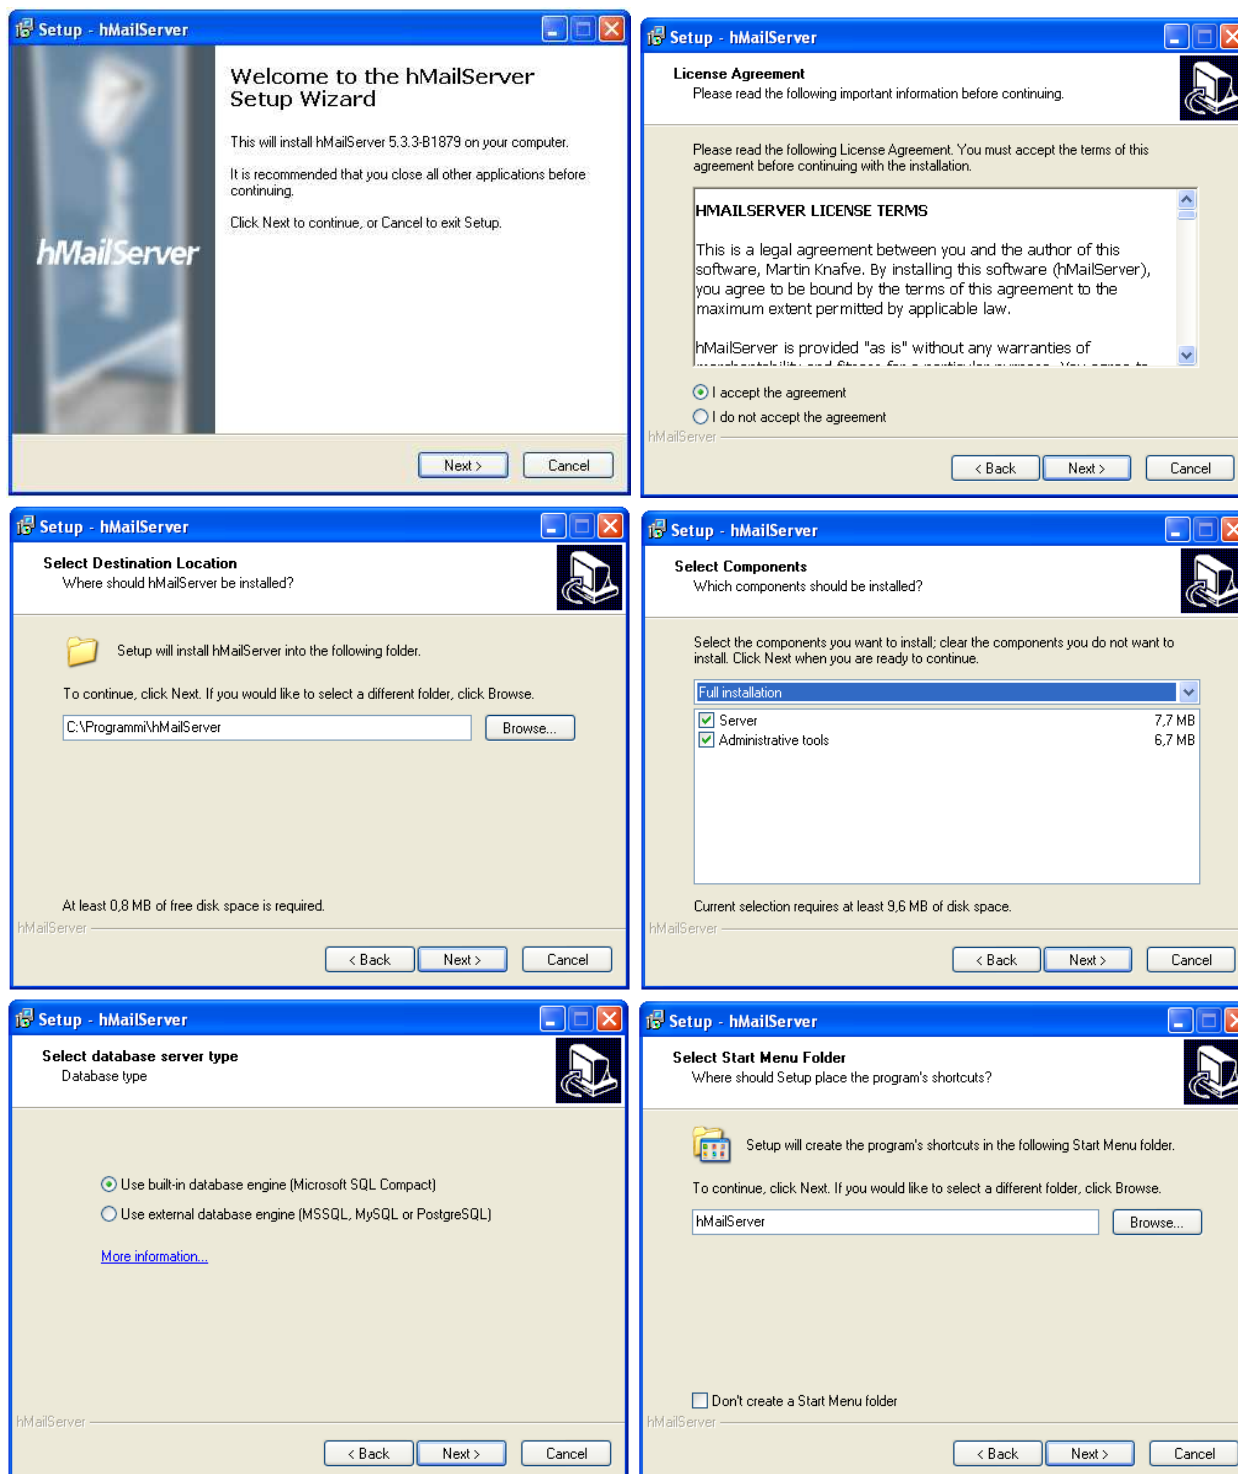 Setup - hMailServer
Welcome to the hMailServer
Setup Wizard
This will install hMailServer 5.3.3-B1879 on your computer.
It is recommended that you close all other applications before
continuing.
Click Next to continue, or Cancel to exit Setup.
hMailServer
Next >
Cancel
Setup - hMailServer
License Agreement
Please read the following important information before continuing.
Please read the following License Agreement. You must accept the terms of this
agreement before continuing with the installation.
HMAILSERVER LICENSE TERMS
This is a legal agreement between you and the author of this
software, Martin Knafve. By installing this software (hMailServer),
you agree to be bound by the terms of this agreement to the
maximum extent permitted by applicable law.
hMailServer is provided "as is" without any warranties of
I accept the agreement
I do not accept the agreement
hMailServer
< Back
Next >
Cancel
Setup - hMailServer
Select Destination Location
Where should hMailServer be installed?
Setup will install hMailServer into the following folder.
To continue, click Next. If you would like to select a different folder, click Browse.
C:\Programmi\hMailServer
Browse...
At least 0,8 MB of free disk space is required.
hMailServer
< Back
Next >
Cancel
Setup - hMailServer
Select Components
Which components should be installed?
Select the components you want to install; clear the components you do not want to
install. Click Next when you are ready to continue.
Full installation
Server 7,7 MB
Administrative tools 6,7 MB
Current selection requires at least 9,6 MB of disk space.
hMailServer
< Back
Next >
Cancel
Setup - hMailServer
Select database server type
Database type
Use built-in database engine (Microsoft SQL Compact)
Use external database engine (MSSQL, MySQL or PostgreSQL)
More information...
hMailServer
< Back
Next >
Cancel
Setup - hMailServer
Select Start Menu Folder
Where should Setup place the program's shortcuts?
Setup will create the program's shortcuts in the following Start Menu folder.
To continue, click Next. If you would like to select a different folder, click Browse.
hMailServer
Browse...
Don't create a Start Menu folder
hMailServer
< Back
Next >
Cancel